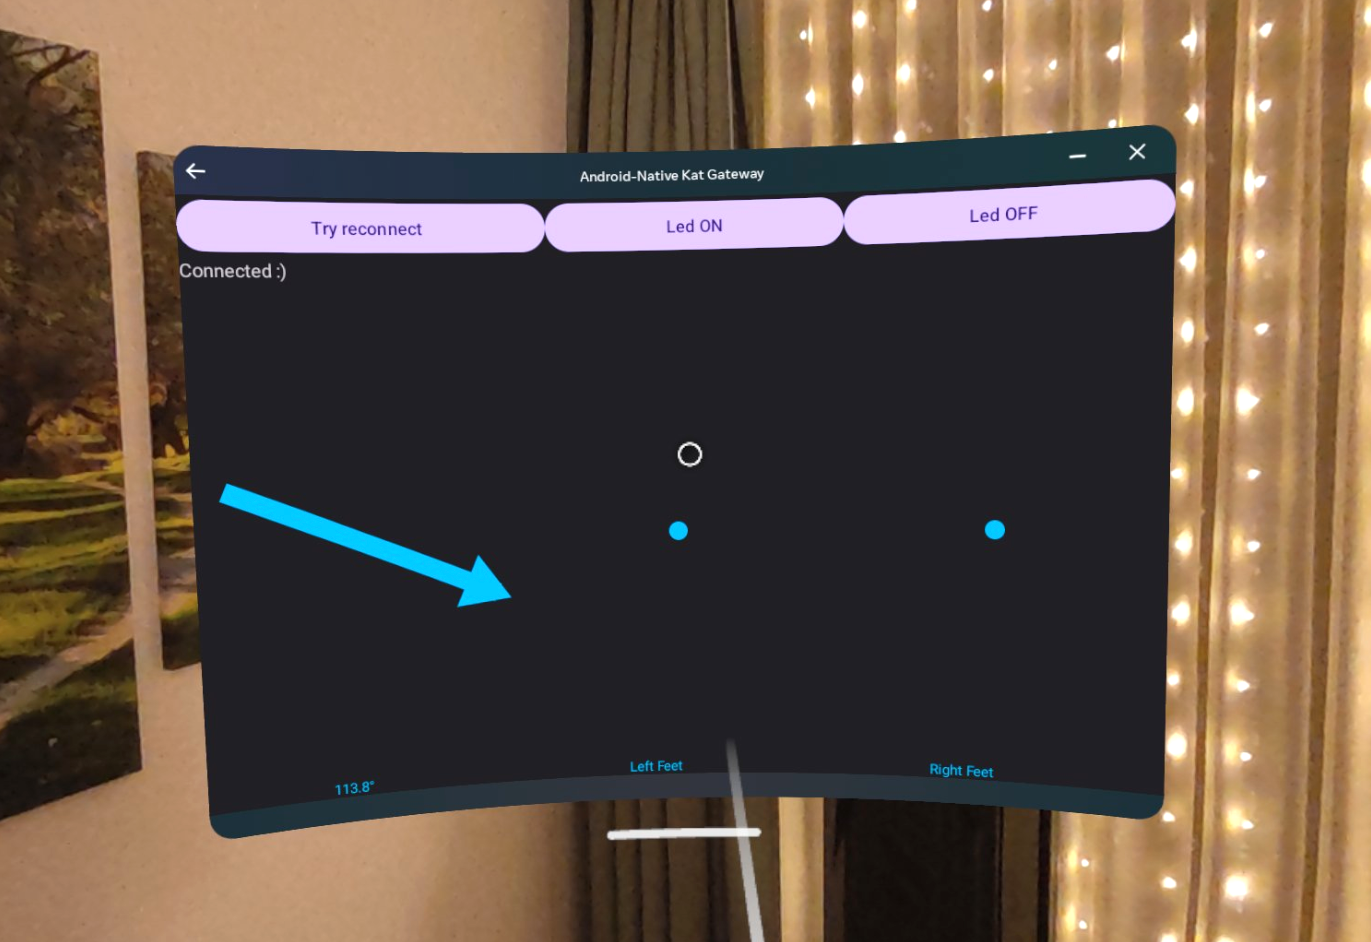 Android-Native Kat Gateway
Try reconnect
Led ON
Led OFF
Connected :)
113.8°
Left Feet
Right Feet